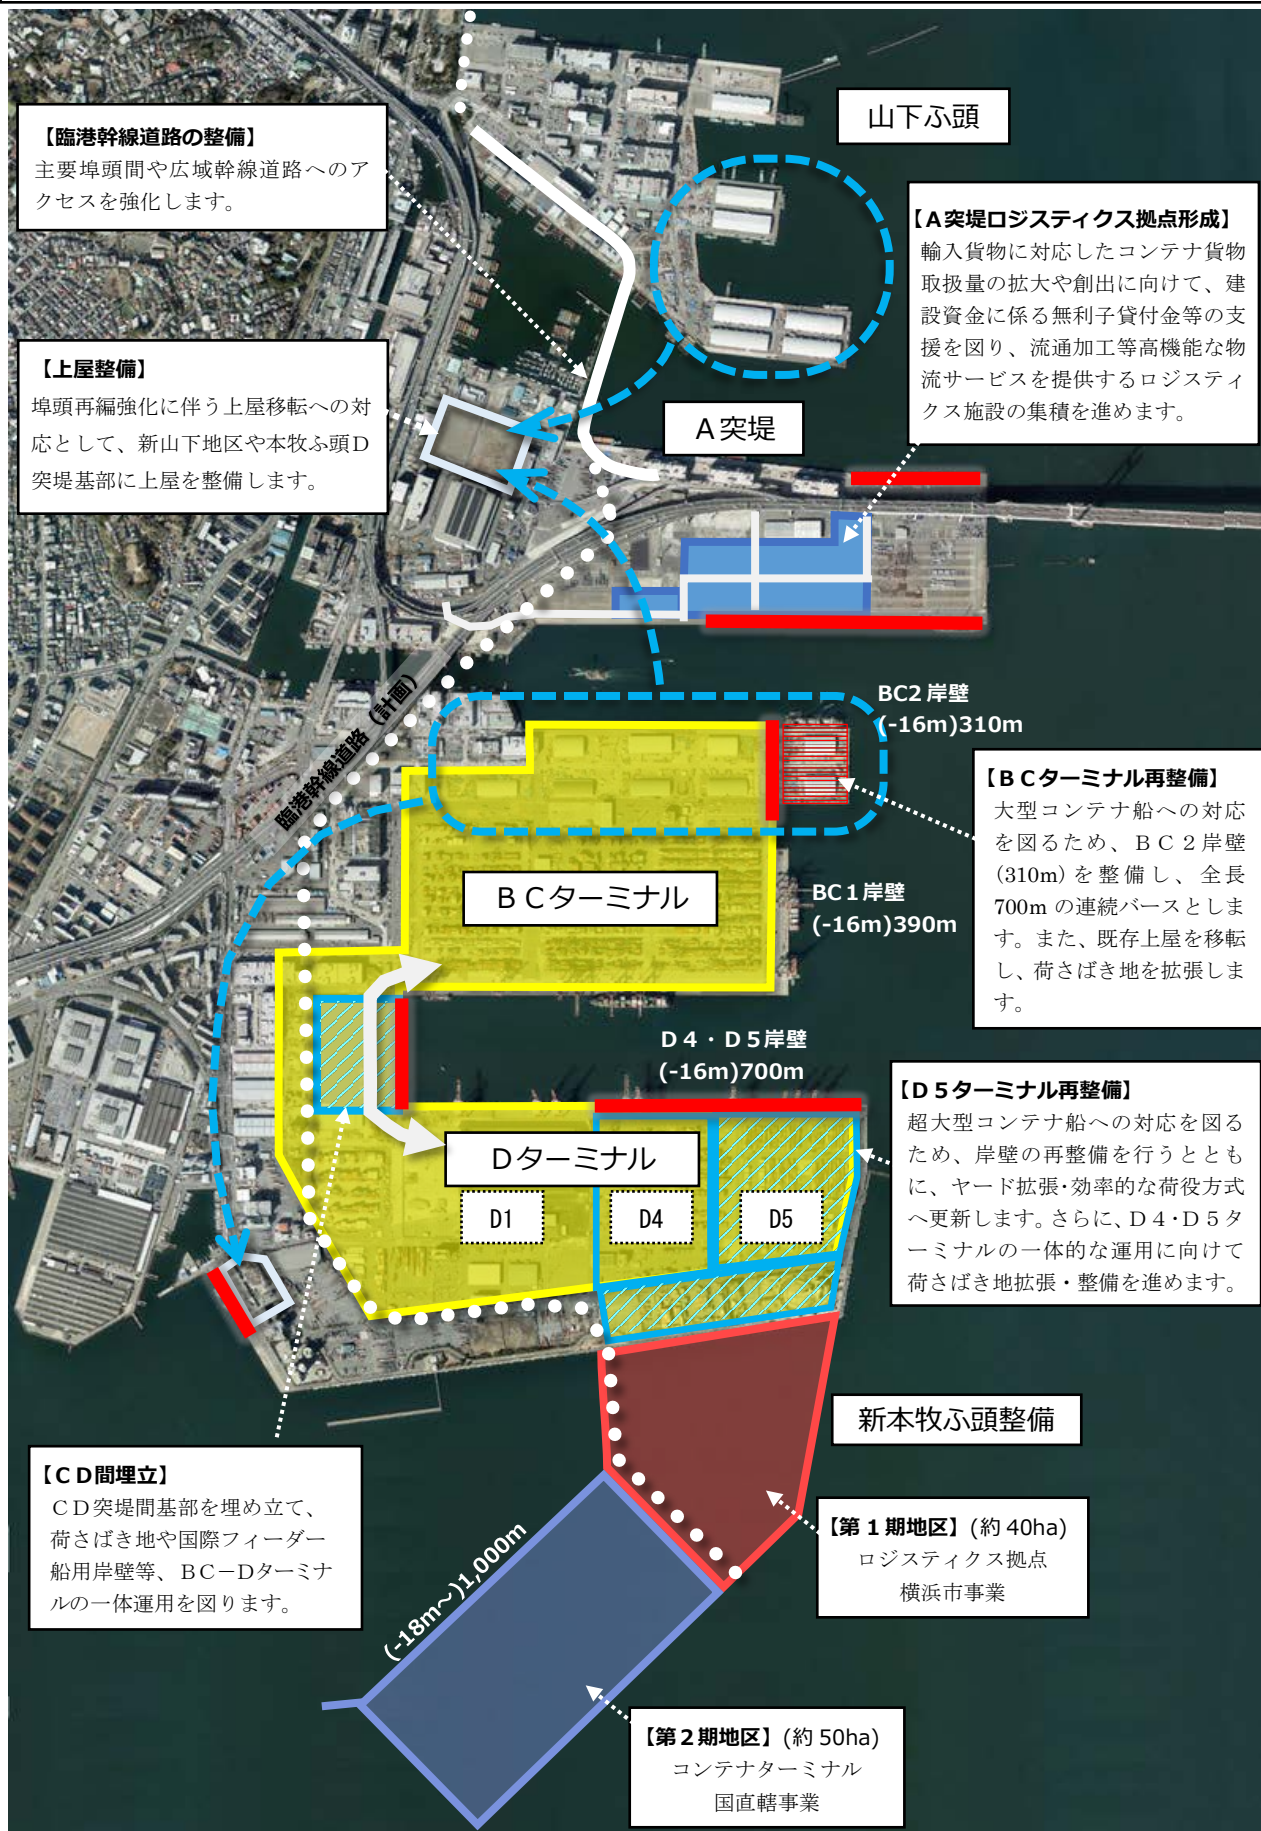 山下ふ頭
【臨港幹線道路の整備】
主要埠頭間や広域幹線道路へのア
クセスを強化します。
【A突堤ロジスティクス拠点形成】
輸入貨物に対応したコンテナ貨物
取扱量の拡大や創出に向けて、建
設資金に係る無利子貸付金等の支
援を図り、流通加工等高機能な物
流サービスを提供するロジスティ
クス施設の集積を進めます。
【上屋整備】
埠頭再編強化に伴う上屋移転への対
応として、新山下地区や本牧ふ頭D
突堤基部に上屋を整備します。
A突堤
臨港幹線道路（計画）
BC2 岸壁
(-16m)310m
【BCターミナル再整備】
大型コンテナ船への対応
を図るため、BC2岸壁
(310m)を整備し、全長
700mの連続バースとしま
す。また、既存上屋を移転
し、荷さばき地を拡張しま
す。
BCターミナル
BC1岸壁
(-16m)390m
D4・D5岸壁
(-16m)700m
【D5ターミナル再整備】
超大型コンテナ船への対応を図る
ため、岸壁の再整備を行うととも
に、ヤード拡張・効率的な荷役方式
へ更新します。さらに、D4・D5タ
ーミナルの一体的な運用に向けて
荷さばき地拡張・整備を進めます。
Dターミナル
D1
D4
D5
新本牧ふ頭整備
【CD間埋立】
CD突堤間基部を埋め立て、
荷さばき地や国際フィーダー
船用岸壁等、BC－Dターミナ
ルの一体運用を図ります。
【第1期地区】(約40ha)
ロジスティクス拠点
横浜市事業
(-18m～)1,000m
【第2期地区】(約50ha)
コンテナターミナル
国直轄事業